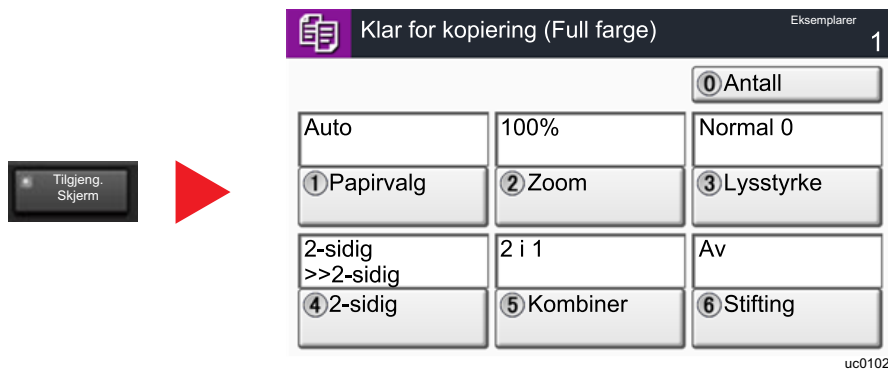 Klar for kopiering (Full farge)
Eksemplarer
1
0 Antall
Auto
100%
Normal 0
1 Papirvalg
2 Zoom
3 Lysstyrke
Tilgjeng.
Skjerm
2-sidig
>>2-sidig
2 i 1
Av
4 2-sidig
5 Kombiner
6 Stifting
uc0102